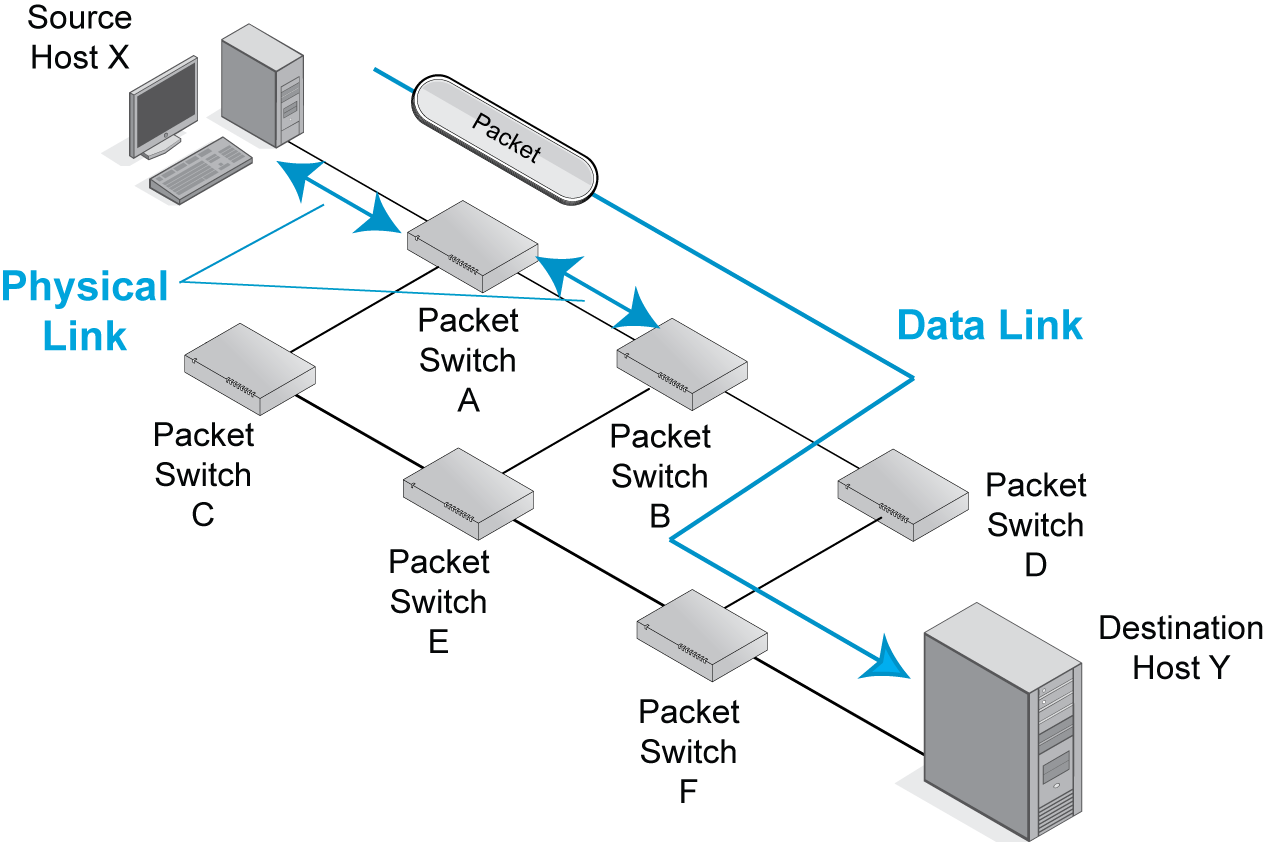 Source
Host X
Packet
Physical
Link
Data Link
Packet
Switch
A
Packet
Switch
C
Packet
Switch
B
Packet
Switch
D
Packet
Switch
E
Destination
Host Y
Packet
Switch
F